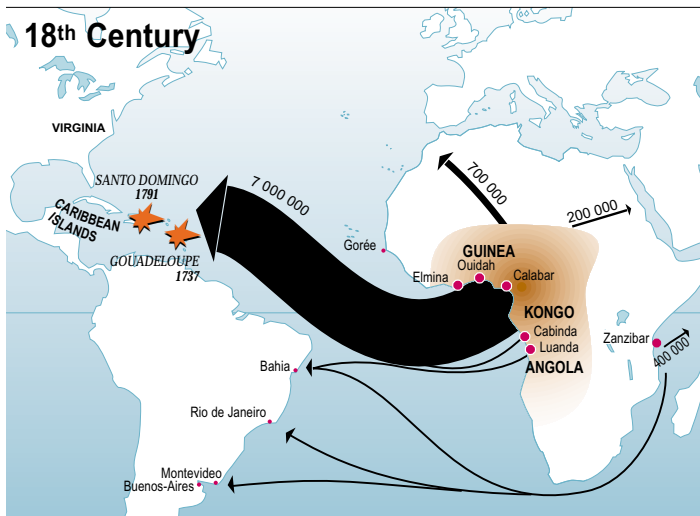 18th Century
VIRGINIA
SANTO DOMINGO
1791
CARIBBEAN
ISLANDS
GOUADELOUPE
1737
7 000 000
700 000
200 000
Gorée
GUINEA
Ouidah
Elmina
Calabar
KONGO
Cabinda
Luanda
ANGOLA
Zanzibar
400 000
Bahia
Rio de Janeiro
Montevideo
Buenos-Aires